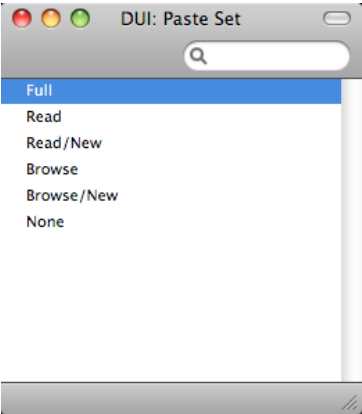 DUI: Paste Set
Full
Read
Read/New
Browse
Browse/New
None